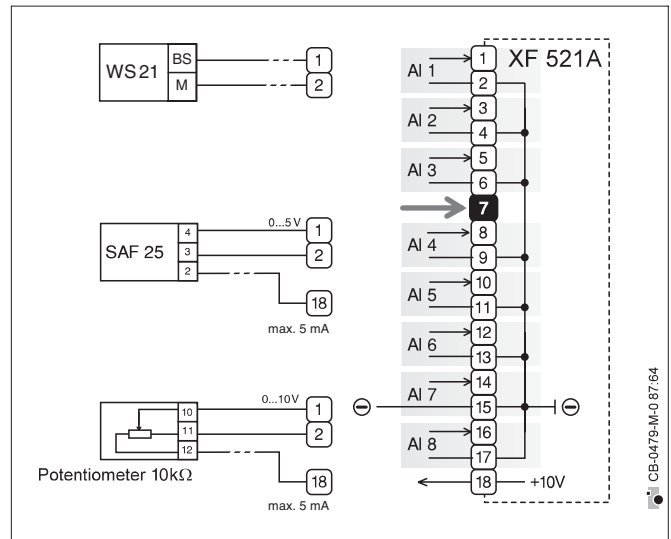 WS21
BS
M
1
2
SAF 25
4
3
2
0...5 V
1
2
18
max. 5 mA
10
11
12
0...10 V
1
2
18
Potentiometer 10kΩ
max. 5 mA
XF 521A
AI 1
1
2
AI 2
3
4
AI 3
5
6
7
AI 4
8
9
AI 5
10
11
AI 6
12
13
AI 7
14
15
AI 8
16
17
18
+10V
CB-0479-M-0 87:64